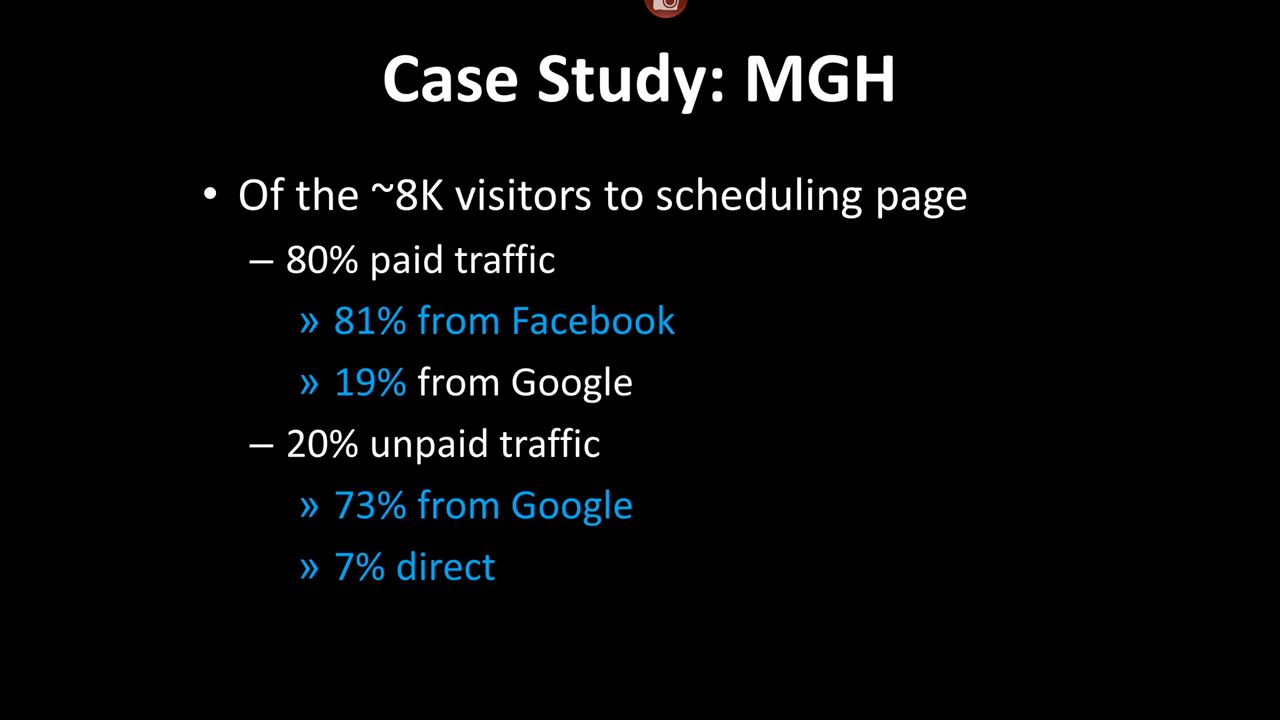 Case Study: MGH
• Of the ~8K visitors to scheduling page
– 80% paid traffic
» 81% from Facebook
» 19% from Google
– 20% unpaid traffic
» 73% from Google
» 7% direct